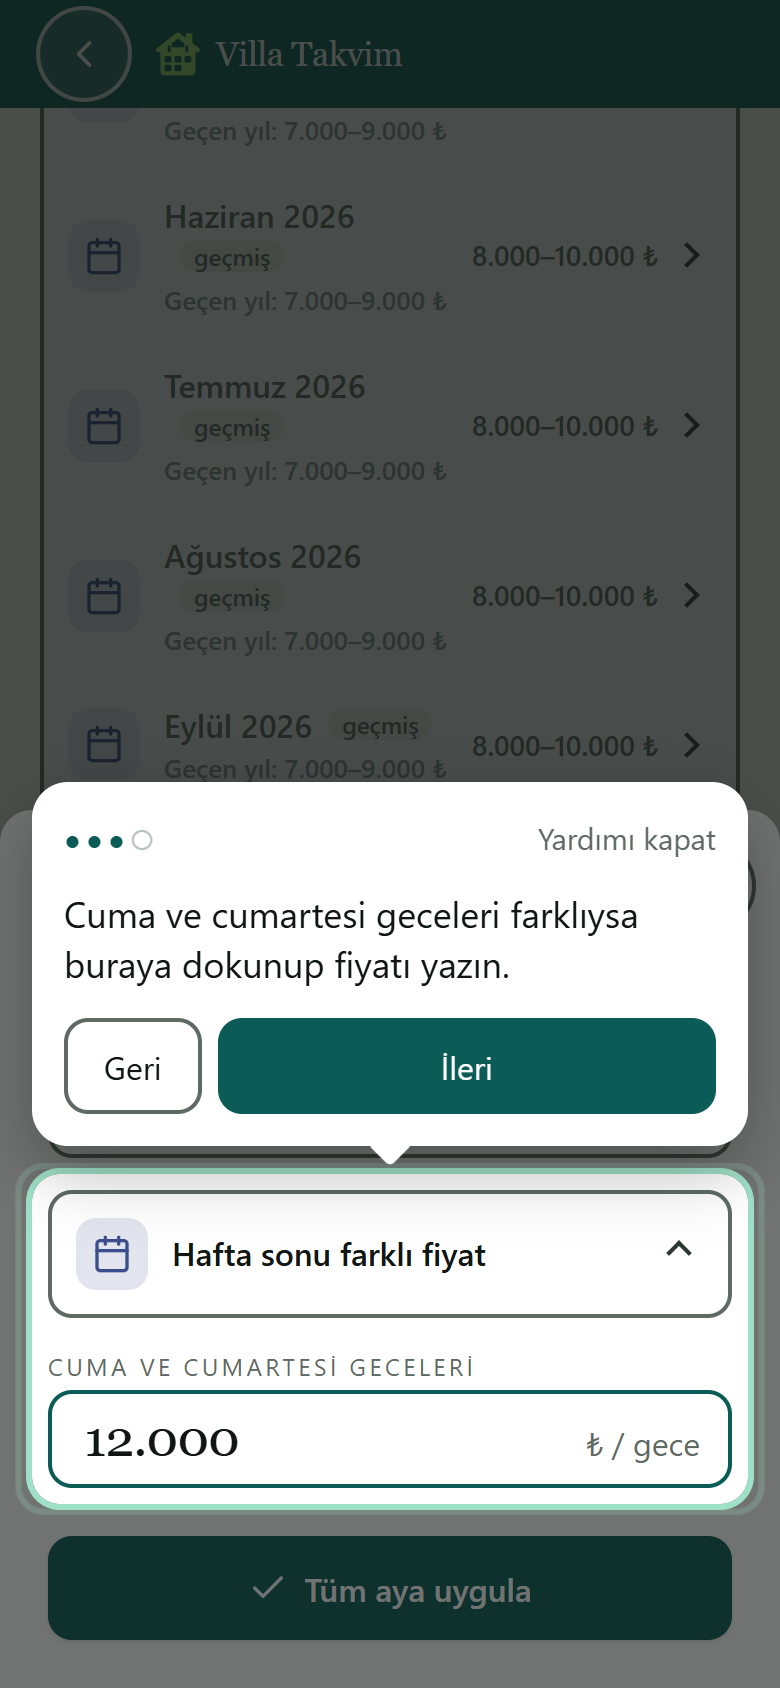 Villa Takvim
Geçen yıl: 7.000–9.000 ₺
Haziran 2026
geçmiş
8.000–10.000 ₺
Geçen yıl: 7.000–9.000 ₺
Temmuz 2026
geçmiş
8.000–10.000 ₺
Geçen yıl: 7.000–9.000 ₺
Ağustos 2026
geçmiş
8.000–10.000 ₺
Geçen yıl: 7.000–9.000 ₺
Eylül 2026 geçmiş
8.000–10.000 ₺
Geçen yıl: 7.000–9.000 ₺
Yardımı kapat
Cuma ve cumartesi geceleri farklıysa
buraya dokunup fiyatı yazın.
Geri
İleri
Hafta sonu farklı fiyat
CUMA VE CUMARTESİ GECELERİ
12.000 ₺ / gece
Tüm aya uygula